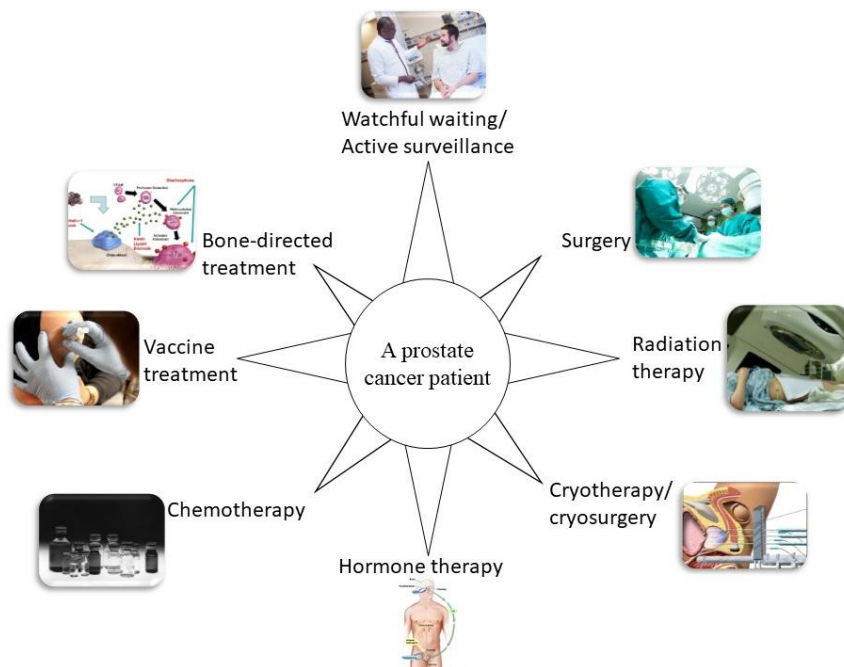 Watchful waiting/
Active surveillance
Bone-directed
treatment
Surgery
Vaccine
treatment
A prostate
cancer patient
Radiation
therapy
Chemotherapy
Cryotherapy/
cryosurgery
Hormone therapy